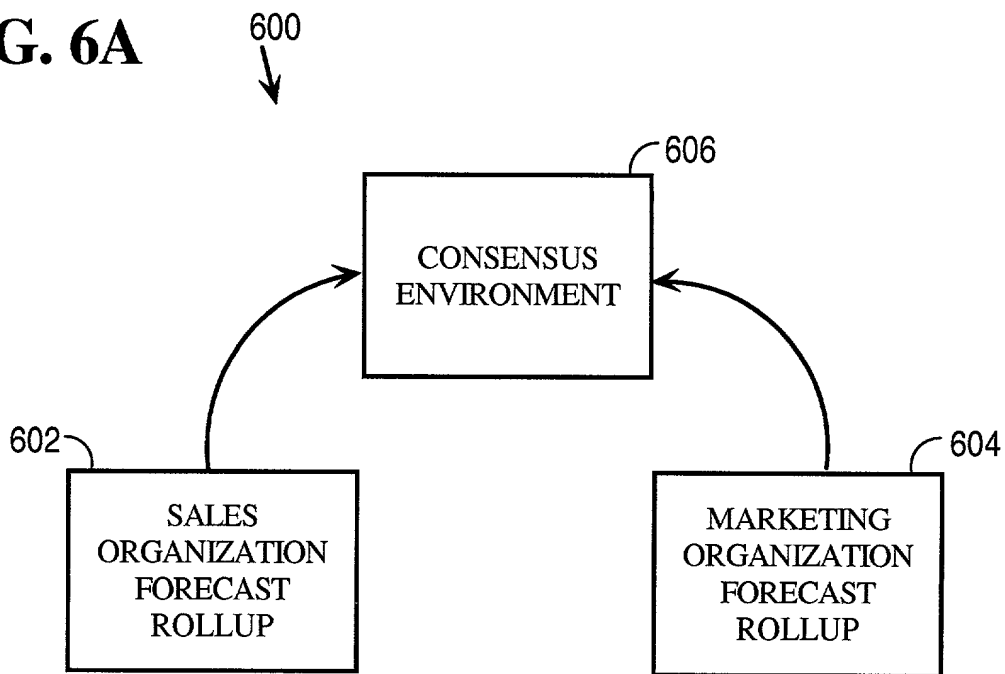 G. 6A
600
606
CONSENSUS
ENVIRONMENT
602
SALES
ORGANIZATION
FORECAST
ROLLUP
604
MARKETING
ORGANIZATION
FORECAST
ROLLUP